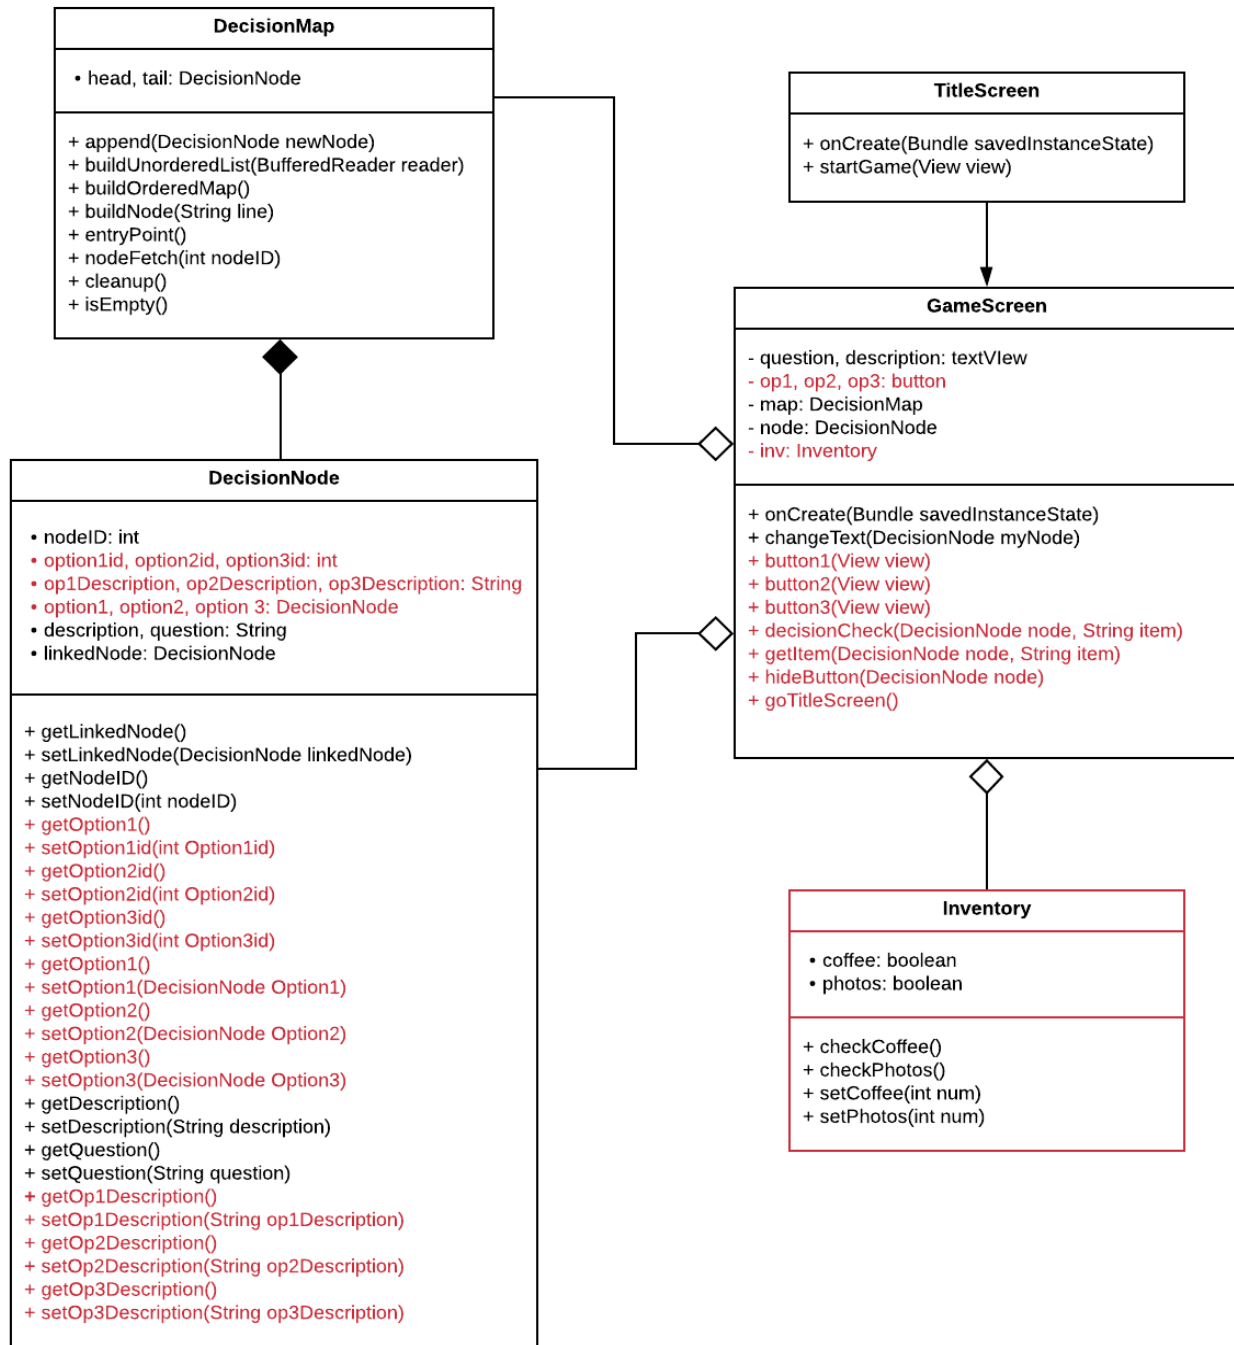 DecisionMap
• head, tail: DecisionNode
+ append(DecisionNode newNode)
+ buildUnorderedList(BufferedReader reader)
+ buildOrderedMap()
+ buildNode(String line)
+ entryPoint()
+ nodeFetch(int nodeID)
+ cleanup()
+ isEmpty()
TitleScreen
+ onCreate(Bundle savedInstanceState)
+ startGame(View view)
GameScreen
- question, description: textVIew
- op1, op2, op3: button
- map: DecisionMap
- node: DecisionNode
- inv: Inventory
+ onCreate(Bundle savedInstanceState)
+ changeText(DecisionNode myNode)
+ button1(View view)
+ button2(View view)
+ button3(View view)
+ decisionCheck(DecisionNode node, String item)
+ getItem(DecisionNode node, String item)
+ hideButton(DecisionNode node)
+ goTitleScreen()
DecisionNode
• nodeID: int
• option1id, option2id, option3id: int
• op1Description, op2Description, op3Description: String
• option1, option2, option 3: DecisionNode
• description, question: String
• linkedNode: DecisionNode
+ getLinkedNode()
+ setLinkedNode(DecisionNode linkedNode)
+ getNodeID()
+ setNodeID(int nodeID)
+ getOption1()
+ setOption1id(int Option1id)
+ getOption2id()
+ setOption2id(int Option2id)
+ getOption3id()
+ setOption3id(int Option3id)
+ getOption1()
+ setOption1(DecisionNode Option1)
+ getOption2()
+ setOption2(DecisionNode Option2)
+ getOption3()
+ setOption3(DecisionNode Option3)
+ getDescription()
+ setDescription(String description)
+ getQuestion()
+ setQuestion(String question)
+ getOp1Description()
+ setOp1Description(String op1Description)
+ getOp2Description()
+ setOp2Description(String op2Description)
+ getOp3Description()
+ setOp3Description(String op3Description)
Inventory
• coffee: boolean
• photos: boolean
+ checkCoffee()
+ checkPhotos()
+ setCoffee(int num)
+ setPhotos(int num)